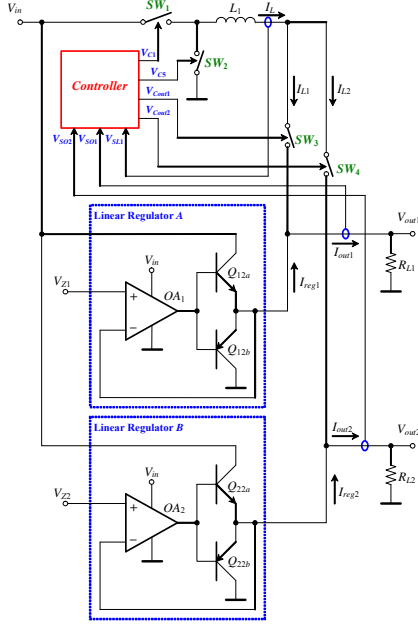 V_in
SW_1
L_1
I_L
V_C1
V_CS
SW_2
Controller
V_Cout1
V_Cout2
I_L1
I_L2
SW_3
V_SO2 V_SO1 V_SL1
SW_4
Linear Regulator A
V_out1
V_in
Q_12a
I_out1
R_L1
V_Z1
+
OA_1
I_reg1
−
Q_12b
Linear Regulator B
I_out2
V_out2
V_in
Q_22a
R_L2
V_Z2
+
OA_2
I_reg2
−
Q_22b